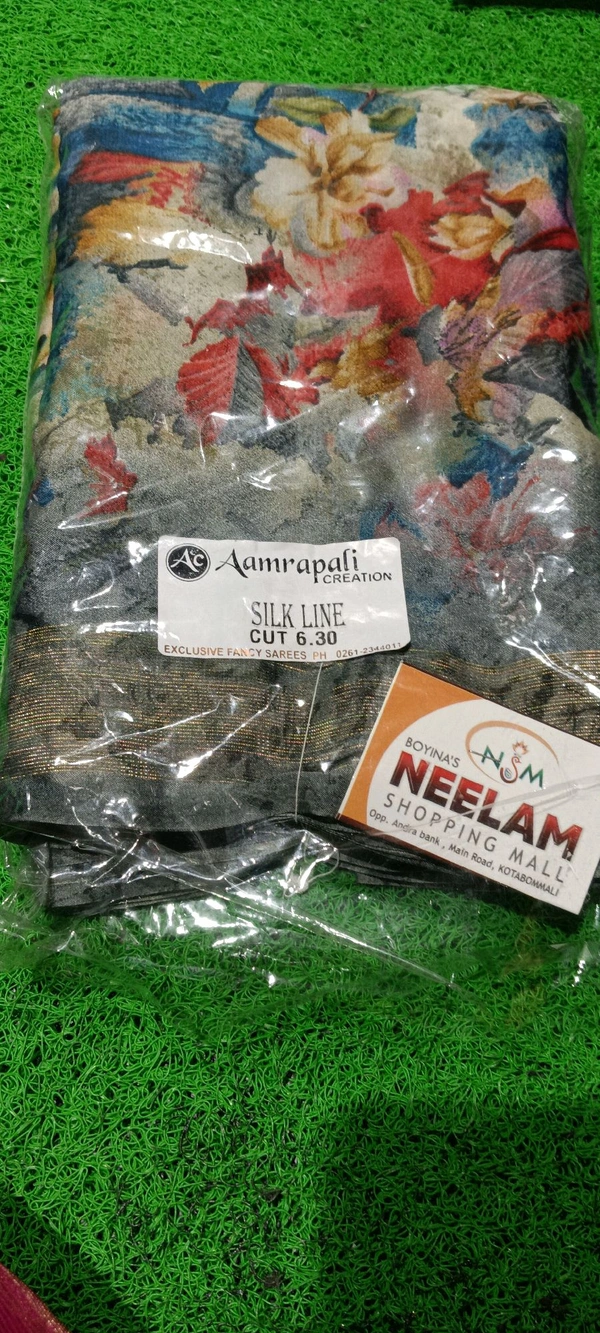 A&C Aamrapali
CREATION
SILK LINE
CUT 6.30
EXCLUSIVE FANCY SAREES PH 0261-2344011
NSM
BOYINA'S
NEELAM
SHOPPING MALL
Opp. Andra bank , Main Road, KOTABOMMALI